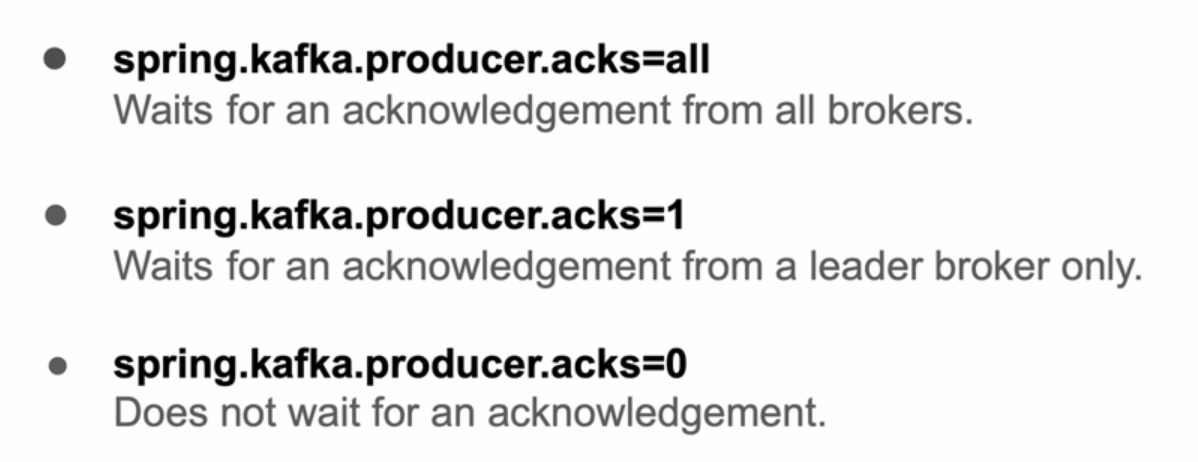 ● spring.kafka.producer.acks=all
Waits for an acknowledgement from all brokers.
● spring.kafka.producer.acks=1
Waits for an acknowledgement from a leader broker only.
● spring.kafka.producer.acks=0
Does not wait for an acknowledgement.